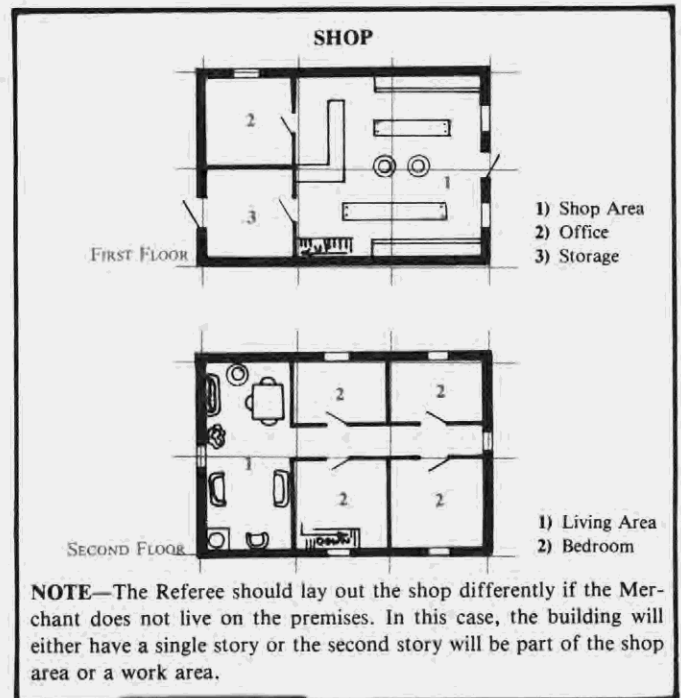 SHOP
2
1
3
1) Shop Area
2) Office
3) Storage
FIRST FLOOR
2
2
1
2
2
DOWN
1) Living Area
2) Bedroom
SECOND FLOOR
NOTE—The Referee should lay out the shop differently if the Mer-
chant does not live on the premises. In this case, the building will
either have a single story or the second story will be part of the shop
area or a work area.